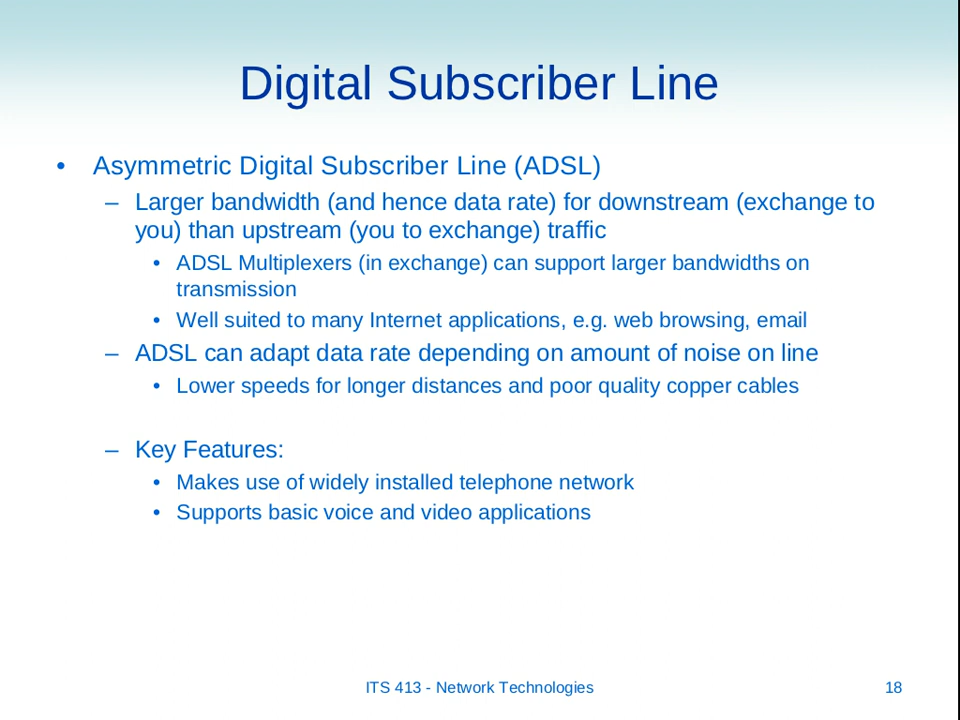 Digital Subscriber Line
• Asymmetric Digital Subscriber Line (ADSL)
– Larger bandwidth (and hence data rate) for downstream (exchange to
you) than upstream (you to exchange) traffic
• ADSL Multiplexers (in exchange) can support larger bandwidths on
transmission
• Well suited to many Internet applications, e.g. web browsing, email
– ADSL can adapt data rate depending on amount of noise on line
• Lower speeds for longer distances and poor quality copper cables
– Key Features:
• Makes use of widely installed telephone network
• Supports basic voice and video applications
ITS 413 - Network Technologies
18